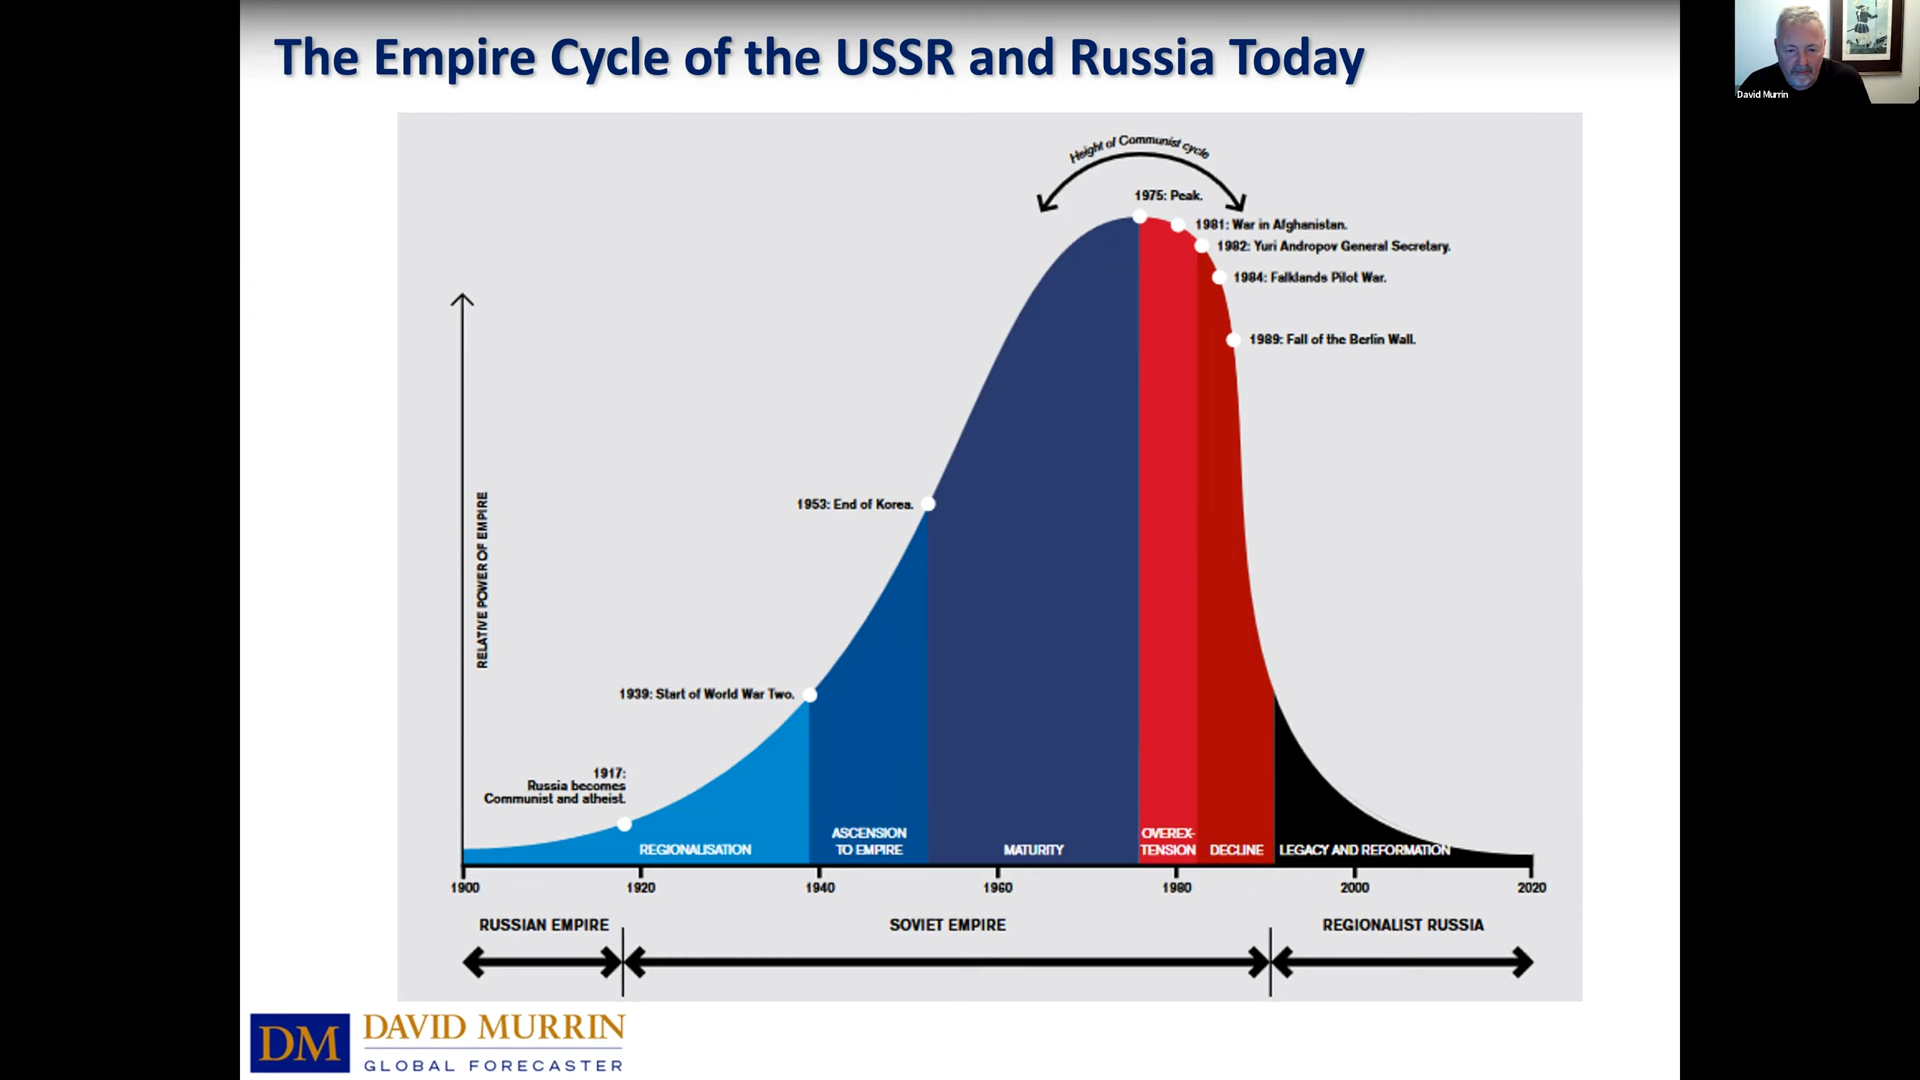 The Empire Cycle of the USSR and Russia Today
David Murrin
Height of Communist cycle
1975: Peak.
1981: War in Afghanistan.
1982: Yuri Andropov General Secretary.
1984: Falklands Pilot War.
1989: Fall of the Berlin Wall.
1953: End of Korea.
RELATIVE POWER OF EMPIRE
1939: Start of World War Two.
1917:
Russia becomes
Communist and atheist.
REGIONALISATION
ASCENSION
TO EMPIRE
MATURITY
OVEREX-
TENSION
DECLINE
LEGACY AND REFORMATION
1900 1920 1940 1960 1980 2000 2020
RUSSIAN EMPIRE SOVIET EMPIRE REGIONALIST RUSSIA
DM
DAVID MURRIN
GLOBAL FORECASTER